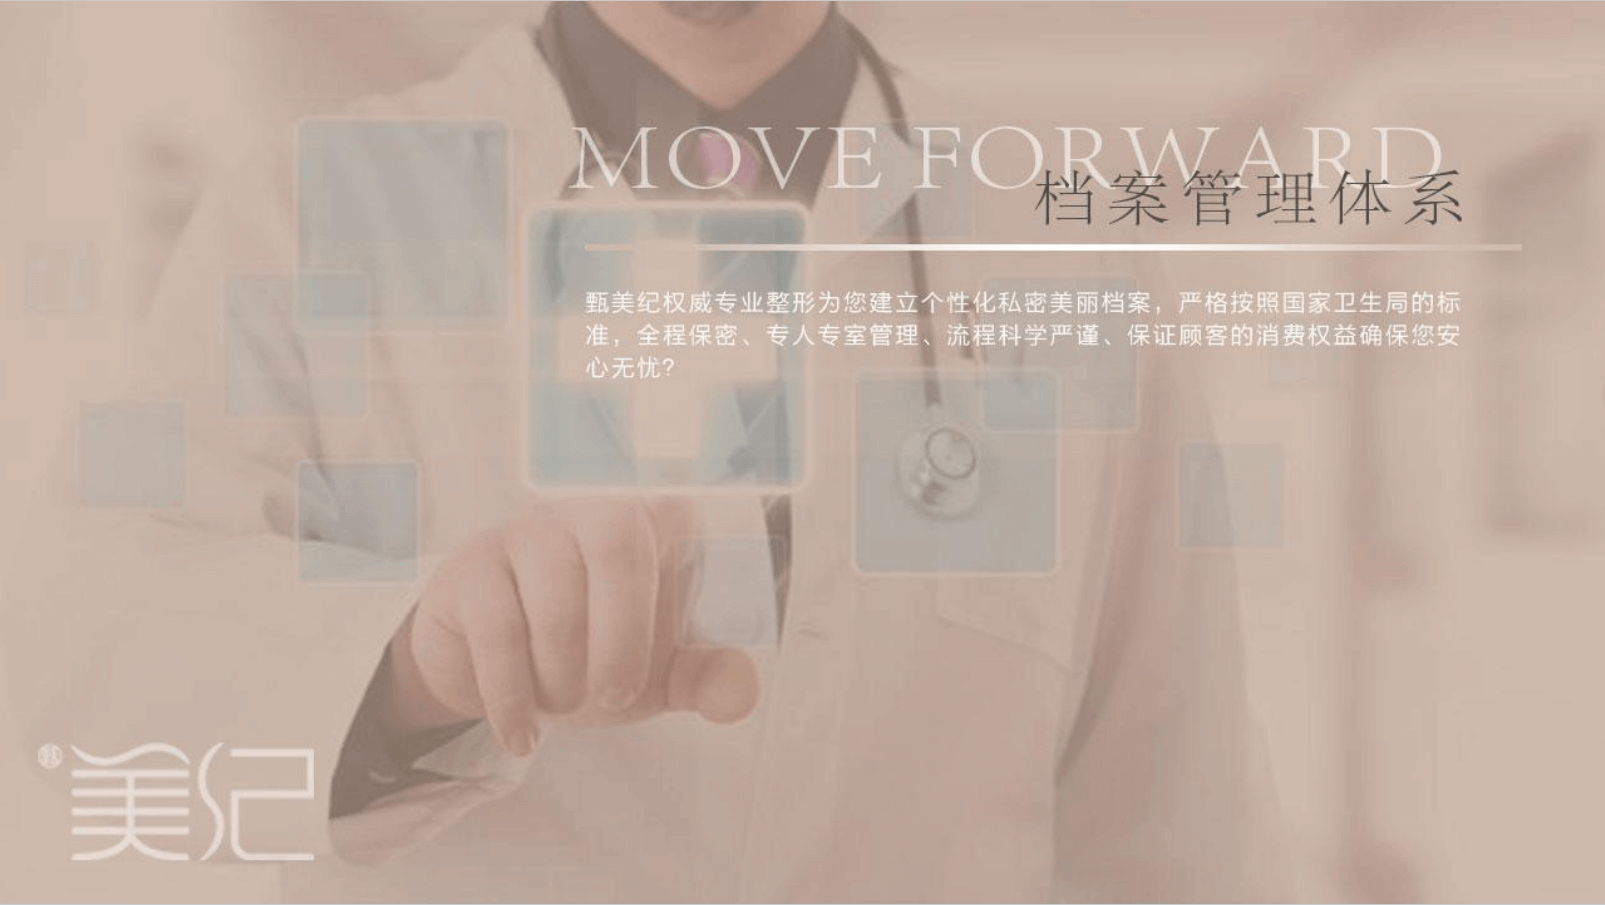 MOVE FORWARD
档案管理体系
甄美纪权威专业整形为您建立个性化私密美丽档案，严格按照国家卫生局的标
准，全程保密、专人专室管理、流程科学严谨、保证顾客的消费权益确保您安
心无忧?
美纪